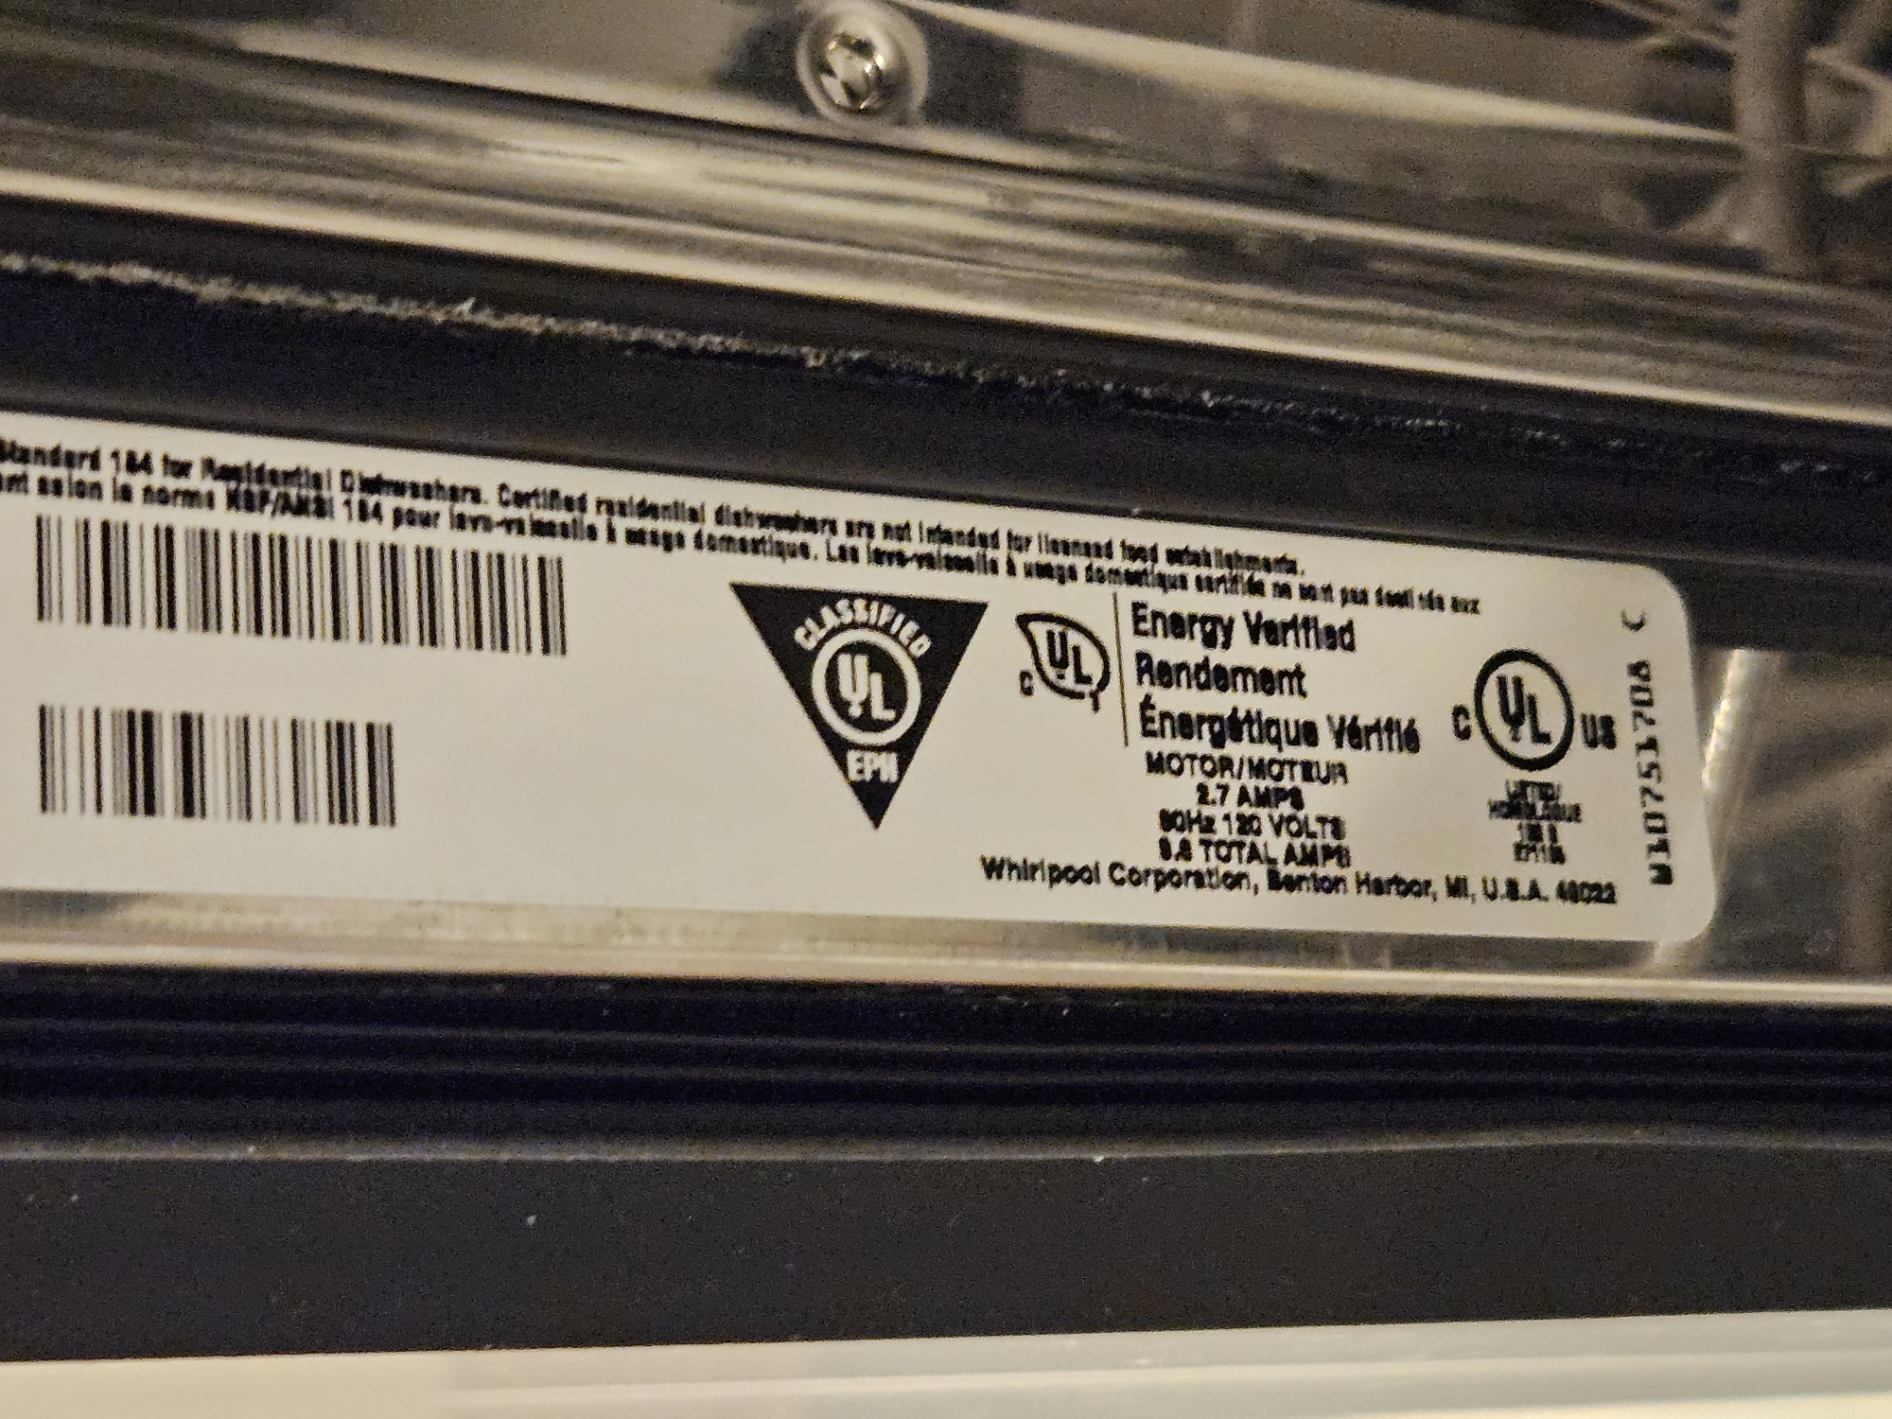 Standard 184 for Residential Dishwashers. Certified residential dishwashers are not intended for licensed food establishments.
ant selon la norme NSF/ANSI 184 pour lave-vaisselle à usage domestique. Les lave-vaisselle à usage domestique certifiés ne sont pas destinés aux
CLASSIFIED
UL
EPH
C UL
Energy Verified
Rendement
Énergétique Vérifié
MOTOR/MOTEUR
2.7 AMPS
60Hz 120 VOLTS
TOTAL AMPS
Whirlpool Corporation, Benton Harbor, MI, U.S.A. 49022
C UL US
LISTED/
HOMOLOGUE
W10751708 C